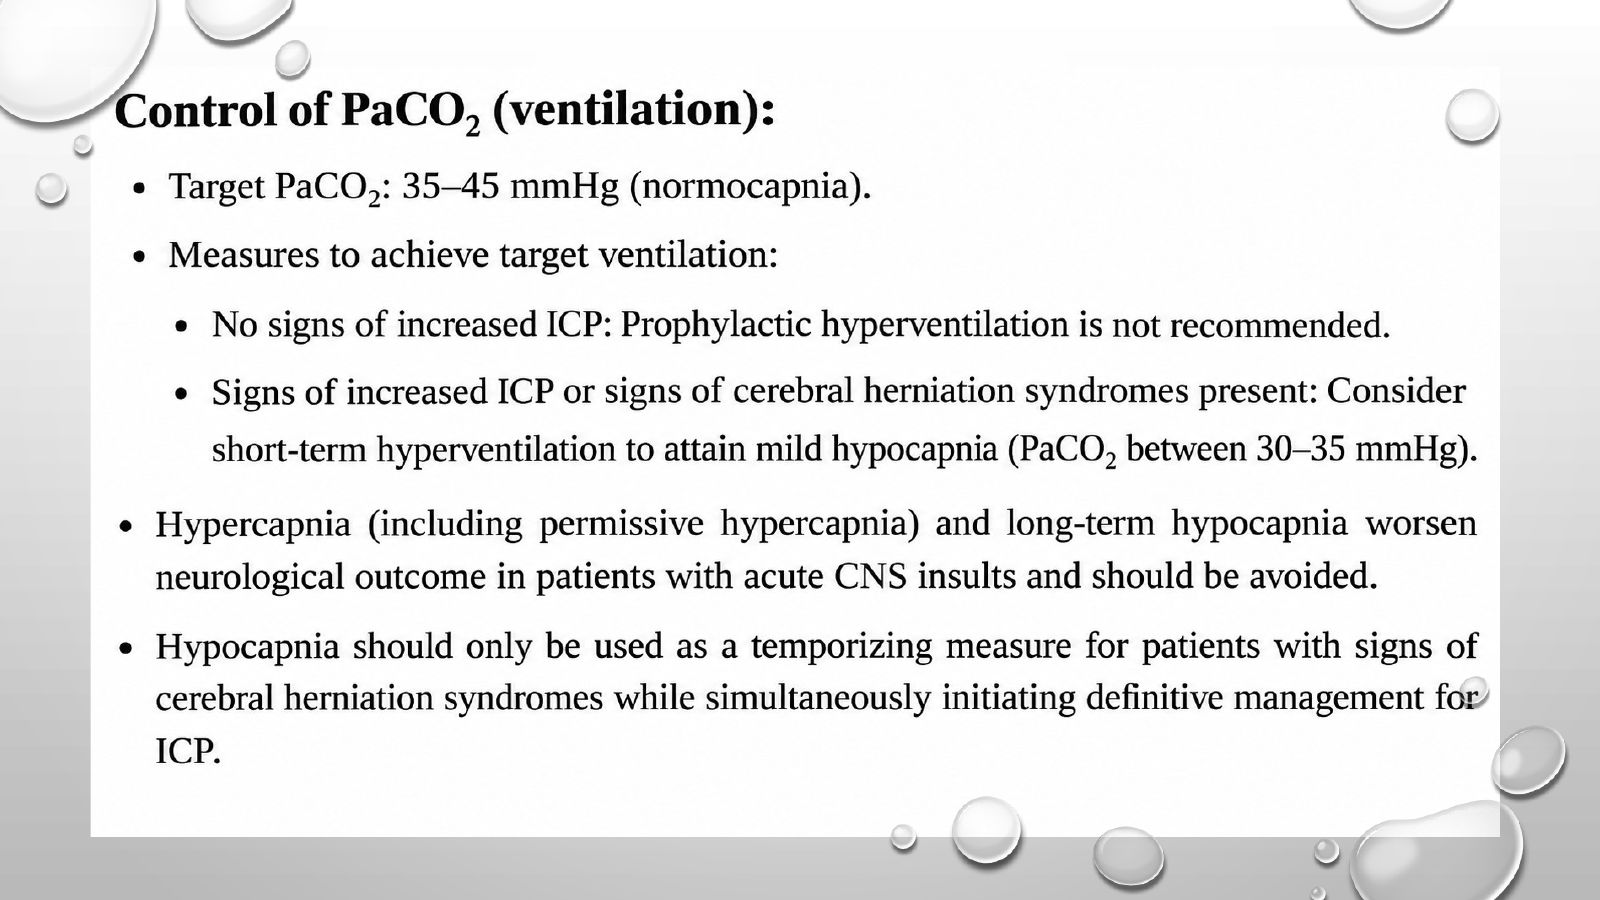 Control of PaCO₂ (ventilation):
• Target PaCO₂: 35–45 mmHg (normocapnia).
• Measures to achieve target ventilation:
• No signs of increased ICP: Prophylactic hyperventilation is not recommended.
• Signs of increased ICP or signs of cerebral herniation syndromes present: Consider
short-term hyperventilation to attain mild hypocapnia (PaCO₂ between 30–35 mmHg).
• Hypercapnia (including permissive hypercapnia) and long-term hypocapnia worsen
neurological outcome in patients with acute CNS insults and should be avoided.
• Hypocapnia should only be used as a temporizing measure for patients with signs of
cerebral herniation syndromes while simultaneously initiating definitive management for
ICP.